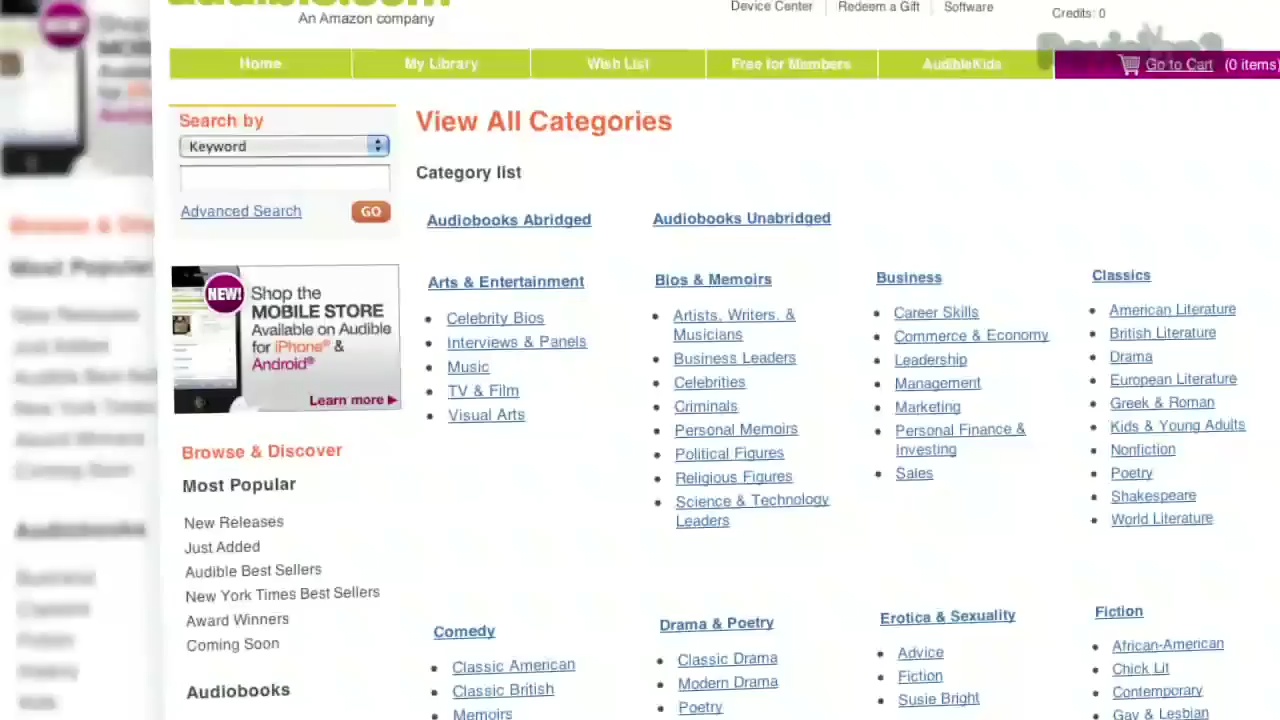 An Amazon company
Device Center
Redeem a Gift
Software
Credits: 0
Home
My Library
Wish List
Free for Members
AudibleKids
Go to Cart (0 items)
Search by
Keyword
Advanced Search
GO
NEW!
Shop the
MOBILE STORE
Available on Audible
for iPhone® &
Android®
Learn more
Browse & Discover
Most Popular
New Releases
Just Added
Audible Best Sellers
New York Times Best Sellers
Award Winners
Coming Soon
Audiobooks
View All Categories
Category list
Audiobooks Abridged
Audiobooks Unabridged
Arts & Entertainment
Celebrity Bios
Interviews & Panels
Music
TV & Film
Visual Arts
Bios & Memoirs
Artists, Writers, &
Musicians
Business Leaders
Celebrities
Criminals
Personal Memoirs
Political Figures
Religious Figures
Science & Technology
Leaders
Business
Career Skills
Commerce & Economy
Leadership
Management
Marketing
Personal Finance &
Investing
Sales
Classics
American Literature
British Literature
Drama
European Literature
Greek & Roman
Kids & Young Adults
Nonfiction
Poetry
Shakespeare
World Literature
Comedy
Classic American
Classic British
Memoirs
Drama & Poetry
Classic Drama
Modern Drama
Poetry
Erotica & Sexuality
Advice
Fiction
Susie Bright
Fiction
African-American
Chick Lit
Contemporary
Gay & Lesbian